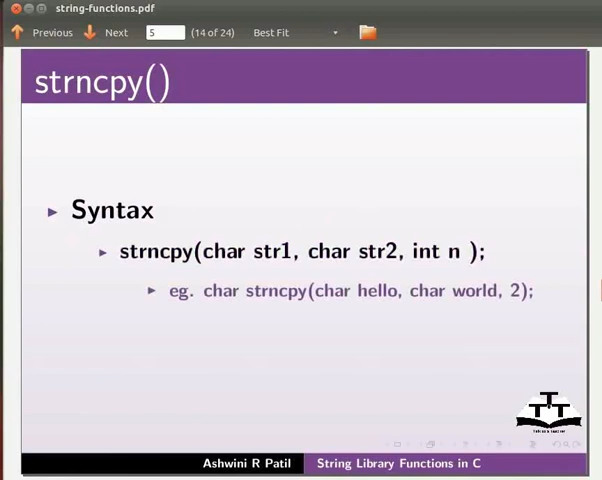 string-functions.pdf
Previous Next 5 (14 of 24) Best Fit
strncpy()
Syntax
strncpy(char str1, char str2, int n );
eg. char strncpy(char hello, char world, 2);
TTT
Ashwini R Patil String Library Functions in C